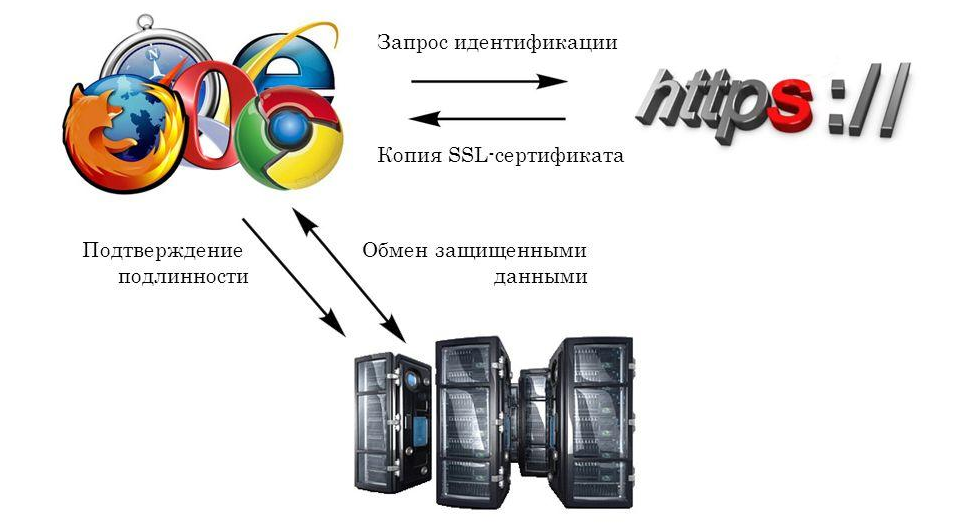 Запрос идентификации
https://
Копия SSL-сертификата
Подтверждение
подлинности
Обмен защищенными
данными